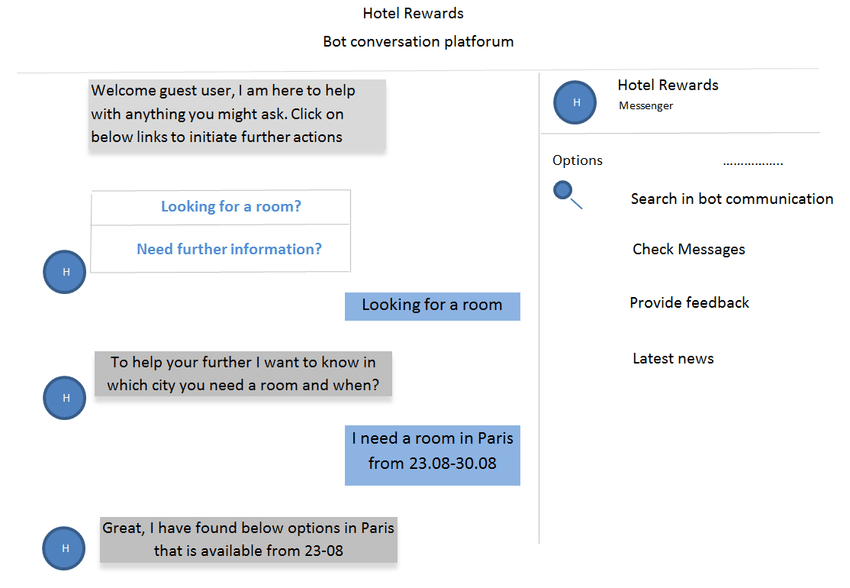 Hotel Rewards
Bot conversation platforum
Welcome guest user, I am here to help
with anything you might ask. Click on
below links to initiate further actions
Looking for a room?
Need further information?
H
Looking for a room
To help your further I want to know in
which city you need a room and when?
H
I need a room in Paris
from 23.08-30.08
Great, I have found below options in Paris
that is available from 23-08
H
H
Hotel Rewards
Messenger
Options
.................
Search in bot communication
Check Messages
Provide feedback
Latest news